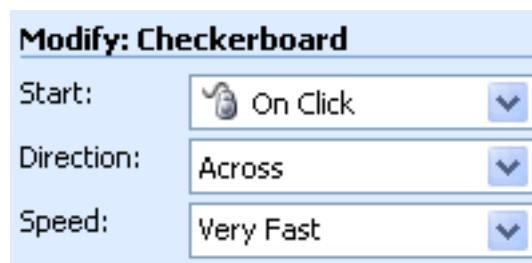 Modify: Checkerboard
Start: On Click
Direction: Across
Speed: Very Fast